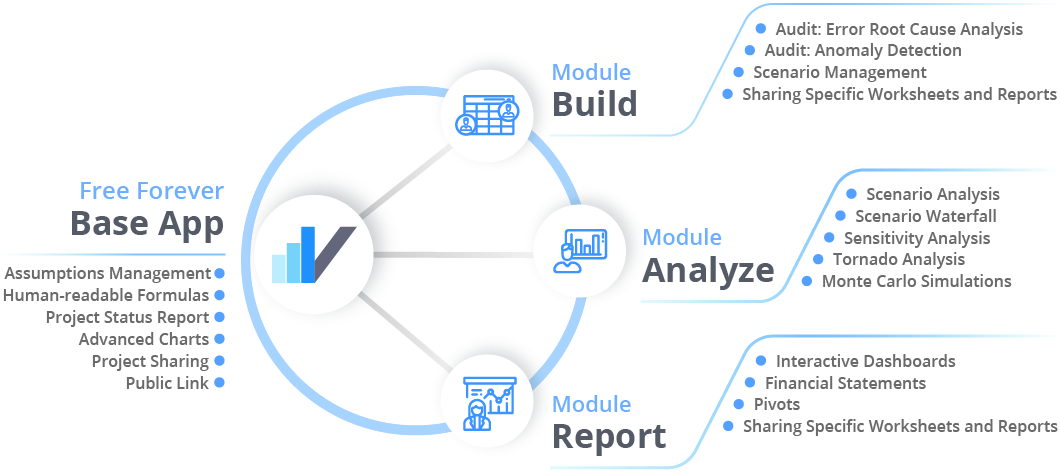 Free Forever
Base App
Assumptions Management
Human-readable Formulas
Project Status Report
Advanced Charts
Project Sharing
Public Link
Module
Build
Audit: Error Root Cause Analysis
Audit: Anomaly Detection
Scenario Management
Sharing Specific Worksheets and Reports
Module
Analyze
Scenario Analysis
Scenario Waterfall
Sensitivity Analysis
Tornado Analysis
Monte Carlo Simulations
Module
Report
Interactive Dashboards
Financial Statements
Pivots
Sharing Specific Worksheets and Reports